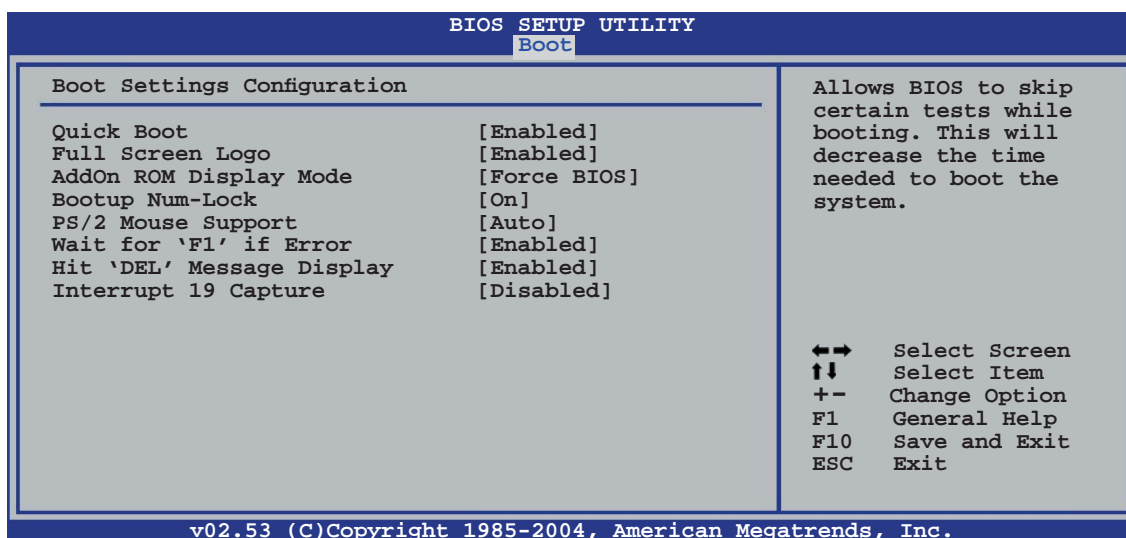 BIOS SETUP UTILITY
Boot
Boot Settings Configuration
Quick Boot [Enabled]
Full Screen Logo [Enabled]
AddOn ROM Display Mode [Force BIOS]
Bootup Num-Lock [On]
PS/2 Mouse Support [Auto]
Wait for ‘F1’ if Error [Enabled]
Hit ‘DEL’ Message Display [Enabled]
Interrupt 19 Capture [Disabled]
Allows BIOS to skip
certain tests while
booting. This will
decrease the time
needed to boot the
system.
←→ Select Screen
↑↓ Select Item
+- Change Option
F1 General Help
F10 Save and Exit
ESC Exit
v02.53 (C)Copyright 1985-2004, American Megatrends, Inc.